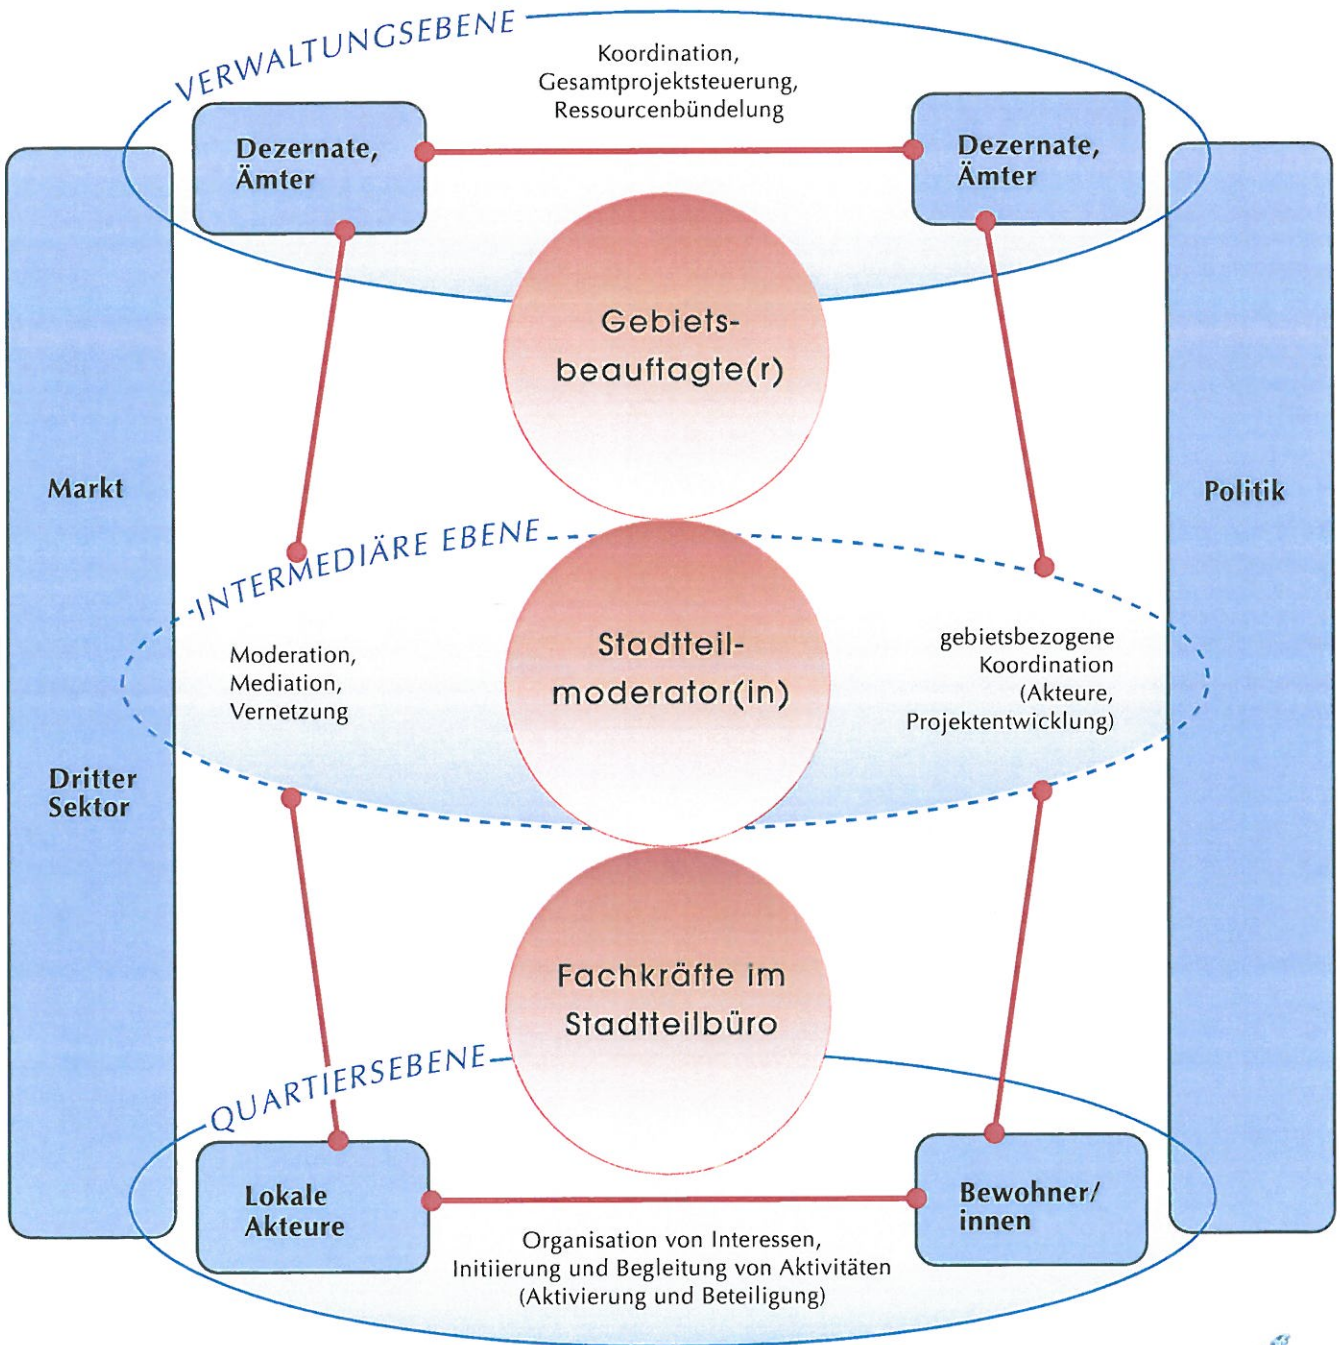 VERWALTUNGSEBENE
Koordination,
Gesamtprojektsteuerung,
Ressourcenbündelung
Dezernate,
Ämter
Dezernate,
Ämter
Gebiets-
beauftagte(r)
Markt
Politik
INTERMEDIÄRE EBENE
Moderation,
Mediation,
Vernetzung
Stadtteil-
moderator(in)
gebietsbezogene
Koordination
(Akteure,
Projektentwicklung)
Dritter
Sektor
Fachkräfte im
Stadtteilbüro
QUARTIERSEBENE
Lokale
Akteure
Bewohner/
innen
Organisation von Interessen,
Initiierung und Begleitung von Aktivitäten
(Aktivierung und Beteiligung)